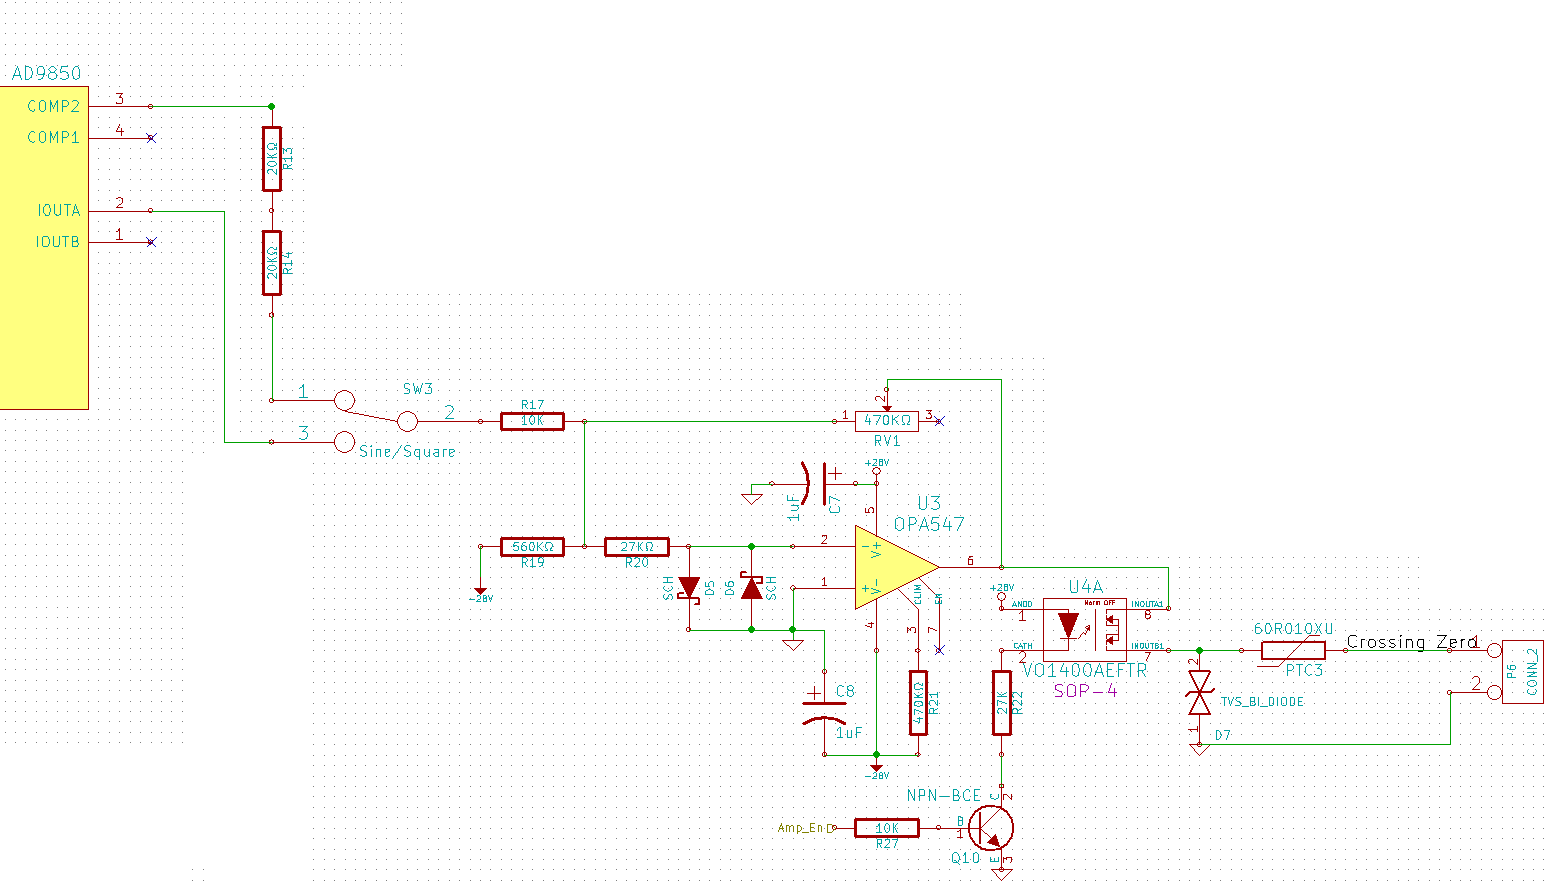 AD9850
COMP2 3
COMP1 4
IOUTA 2
IOUTB 1
20KΩ R13
20KΩ R14
1
3
SW3
2
Sine/Square
R17
10K
1 470KΩ 3
2
RV1
+28V
1uF C7
5
U3
OPA547
560KΩ
R19
-28V
27KΩ
R20
SCH D5
D6 SCH
2
1
- V+
+ V-
6
CLIM
EN
4
3
7
C8
1uF
470KΩ R21
-28V
+28V
U4A
Norm OFF
ANOD
1
CATH
2
INOUTA1
8
INOUTB1
7
VO1400AEFTR
SOP-4
27K R22
NPN-BCE
C 2
B
1
E 3
Q10
Amp_En
10K
R27
2
1
TVS_BI_DIODE
D7
60R010XU
PTC3
Crossing Zero
1
2
P6
CONN_2